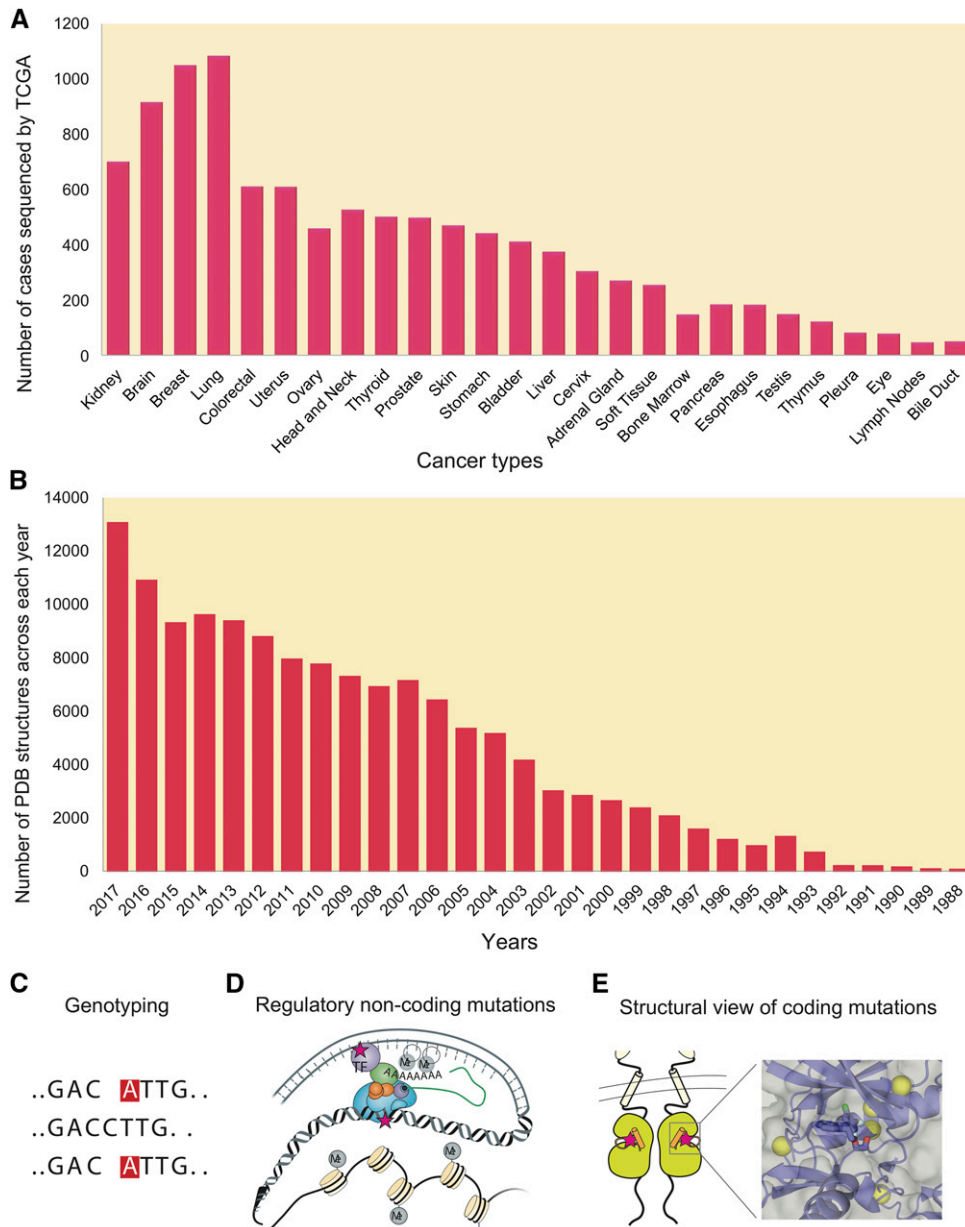 A
Number of cases sequenced by TCGA
1200
1000
800
600
400
200
0
Kidney
Brain
Breast
Lung
Colorectal
Uterus
Ovary
Head and Neck
Thyroid
Prostate
Skin
Stomach
Bladder
Liver
Cervix
Adrenal Gland
Soft Tissue
Bone Marrow
Pancreas
Esophagus
Testis
Thymus
Pleura
Eye
Lymph Nodes
Bile Duct
Cancer types
B
Number of PDB structures across each year
14000
12000
10000
8000
6000
4000
2000
0
2017
2016
2015
2014
2013
2012
2011
2010
2009
2008
2007
2006
2005
2004
2003
2002
2001
2000
1999
1998
1997
1996
1995
1994
1993
1992
1991
1990
1989
1988
Years
C
Genotyping
..GAC ATTG..
..GACCTTG. .
..GAC ATTG..
D
Regulatory non-coding mutations
TF
AAAAAAAA
E
Structural view of coding mutations